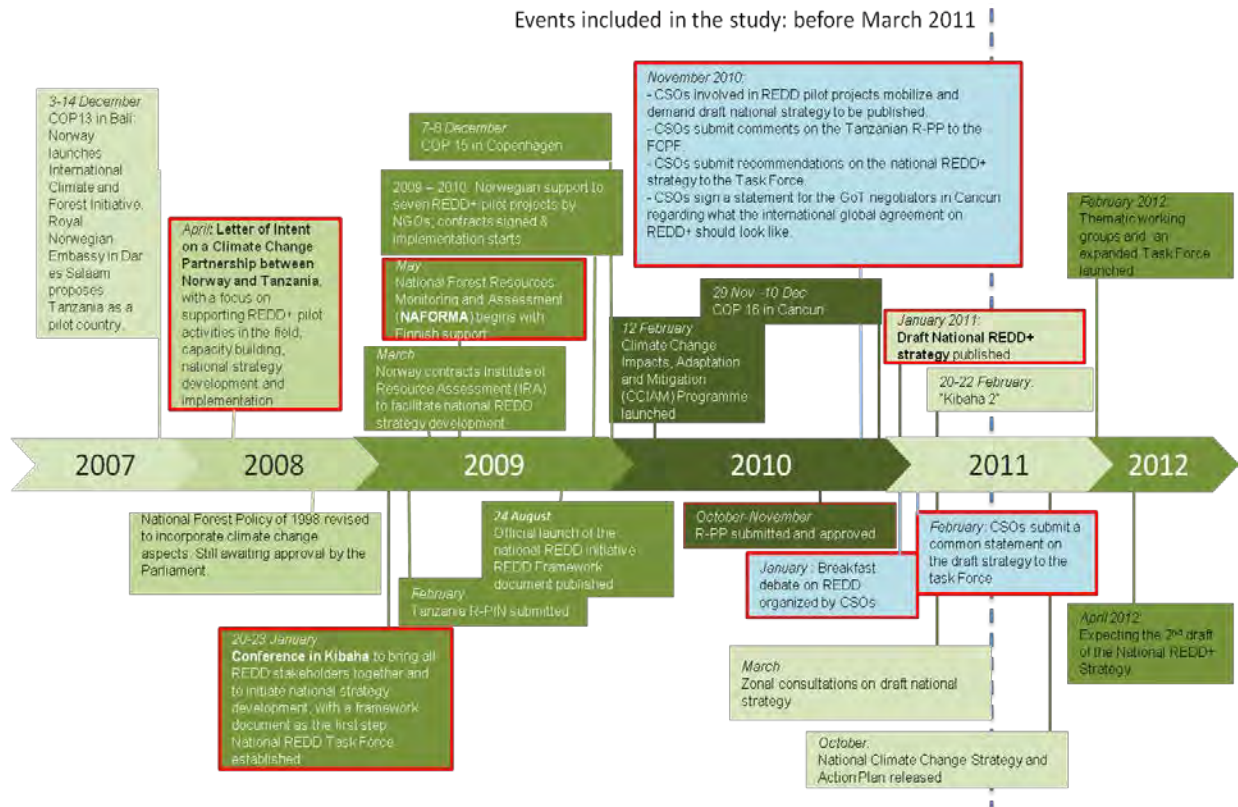 Events included in the study: before March 2011
3-14 December
COP13 in Bali:
Norway
launches
International
Climate and
Forest Initiative,
Royal
Norwegian
Embassy in Dar
es Salaam
proposes
Tanzania as a
pilot country.
April: Letter of Intent
on a Climate Change
Partnership between
Norway and Tanzania,
with a focus on
supporting REDD+ pilot
activities in the field,
capacity building,
national strategy
development and
implementation
7-8 December
COP 15 in Copenhagen
2009 – 2010: Norwegian support to
seven REDD+ pilot projects by
NGOs; contracts signed &
implementation starts
May
National Forest Resources
Monitoring and Assessment
(NAFORMA) begins with
Finnish support
March
Norway contracts Institute of
Resource Assessment (IRA)
to facilitate national REDD
strategy development
November 2010:
- CSOs involved in REDD pilot projects mobilize and
demand draft national strategy to be published.
- CSOs submit comments on the Tanzanian R-PP to the
FCPF.
- CSOs submit recommendations on the national REDD+
strategy to the Task Force
- CSOs sign a statement for the GoT negotiators in Cancun
regarding what the international global agreement on
REDD+ should look like.
29 Nov -10 Dec
COP 16 in Cancun
12 February
Climate Change
Impacts, Adaptation
and Mitigation
(CCIAM) Programme
launched
January 2011:
Draft National REDD+
strategy published
20-22 February:
"Kibaha 2"
February 2012:
Thematic working
groups and an
expanded Task Force
launched
2007
2008
2009
2010
2011
2012
National Forest Policy of 1998 revised
to incorporate climate change
aspects. Still awaiting approval by the
Parliament
20-23 January
Conference in Kibaha to bring all
REDD stakeholders together and
to initiate national strategy
development, with a framework
document as the first step
National REDD Task Force
established
February
Tanzania R-PIN submitted
24 August
Official launch of the
national REDD initiative
REDD Framework
document published
October-November
R-PP submitted and approved
January : Breakfast
debate on REDD
organized by CSOs
February: CSOs submit a
common statement on
the draft strategy to the
task Force
March
Zonal consultations on draft national
strategy
October:
National Climate Change Strategy and
Action Plan released
April 2012:
Expecting the 2nd draft
of the National REDD+
Strategy